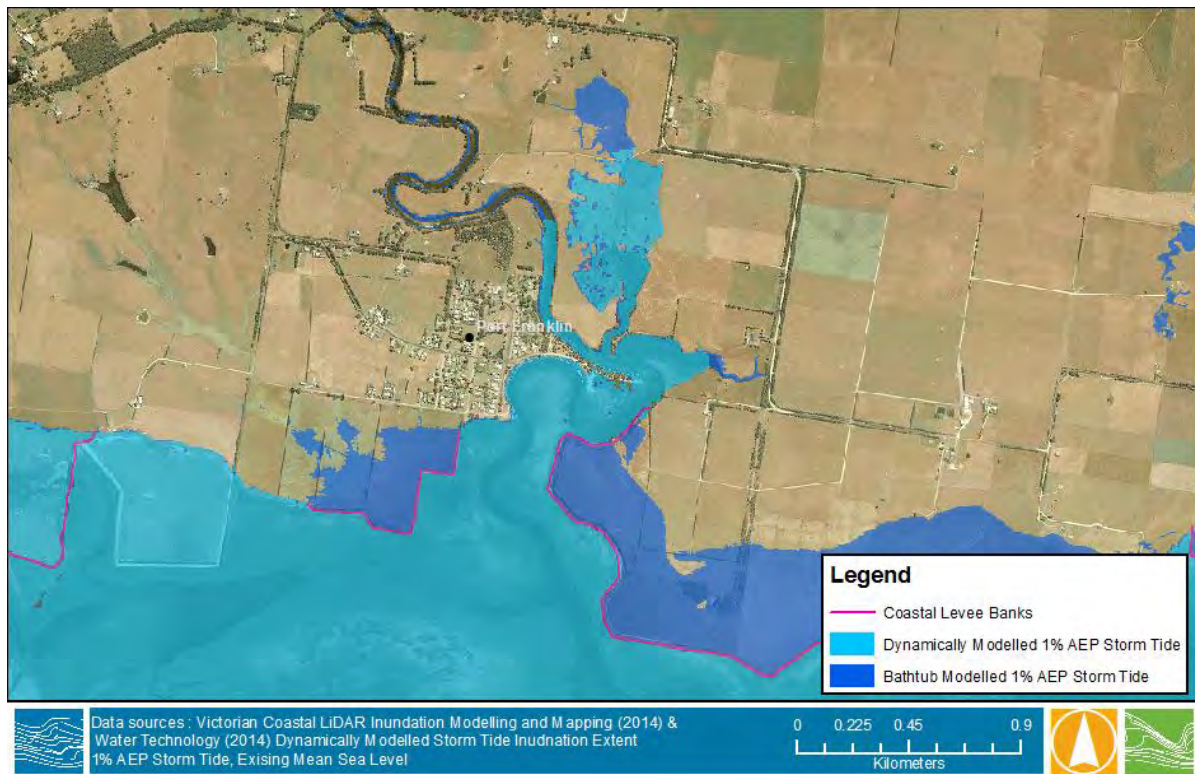 Port Franklin
Legend
Coastal Levee Banks
Dynamically Modelled 1% AEP Storm Tide
Bathtub Modelled 1% AEP Storm Tide
Data sources : Victorian Coastal LiDAR Inundation Modelling and Mapping (2014) &
Water Technology (2014) Dynamically Modelled Storm Tide Inudnation Extent
1% AEP Storm Tide, Exising Mean Sea Level
0 0.225 0.45 0.9
Kilometers